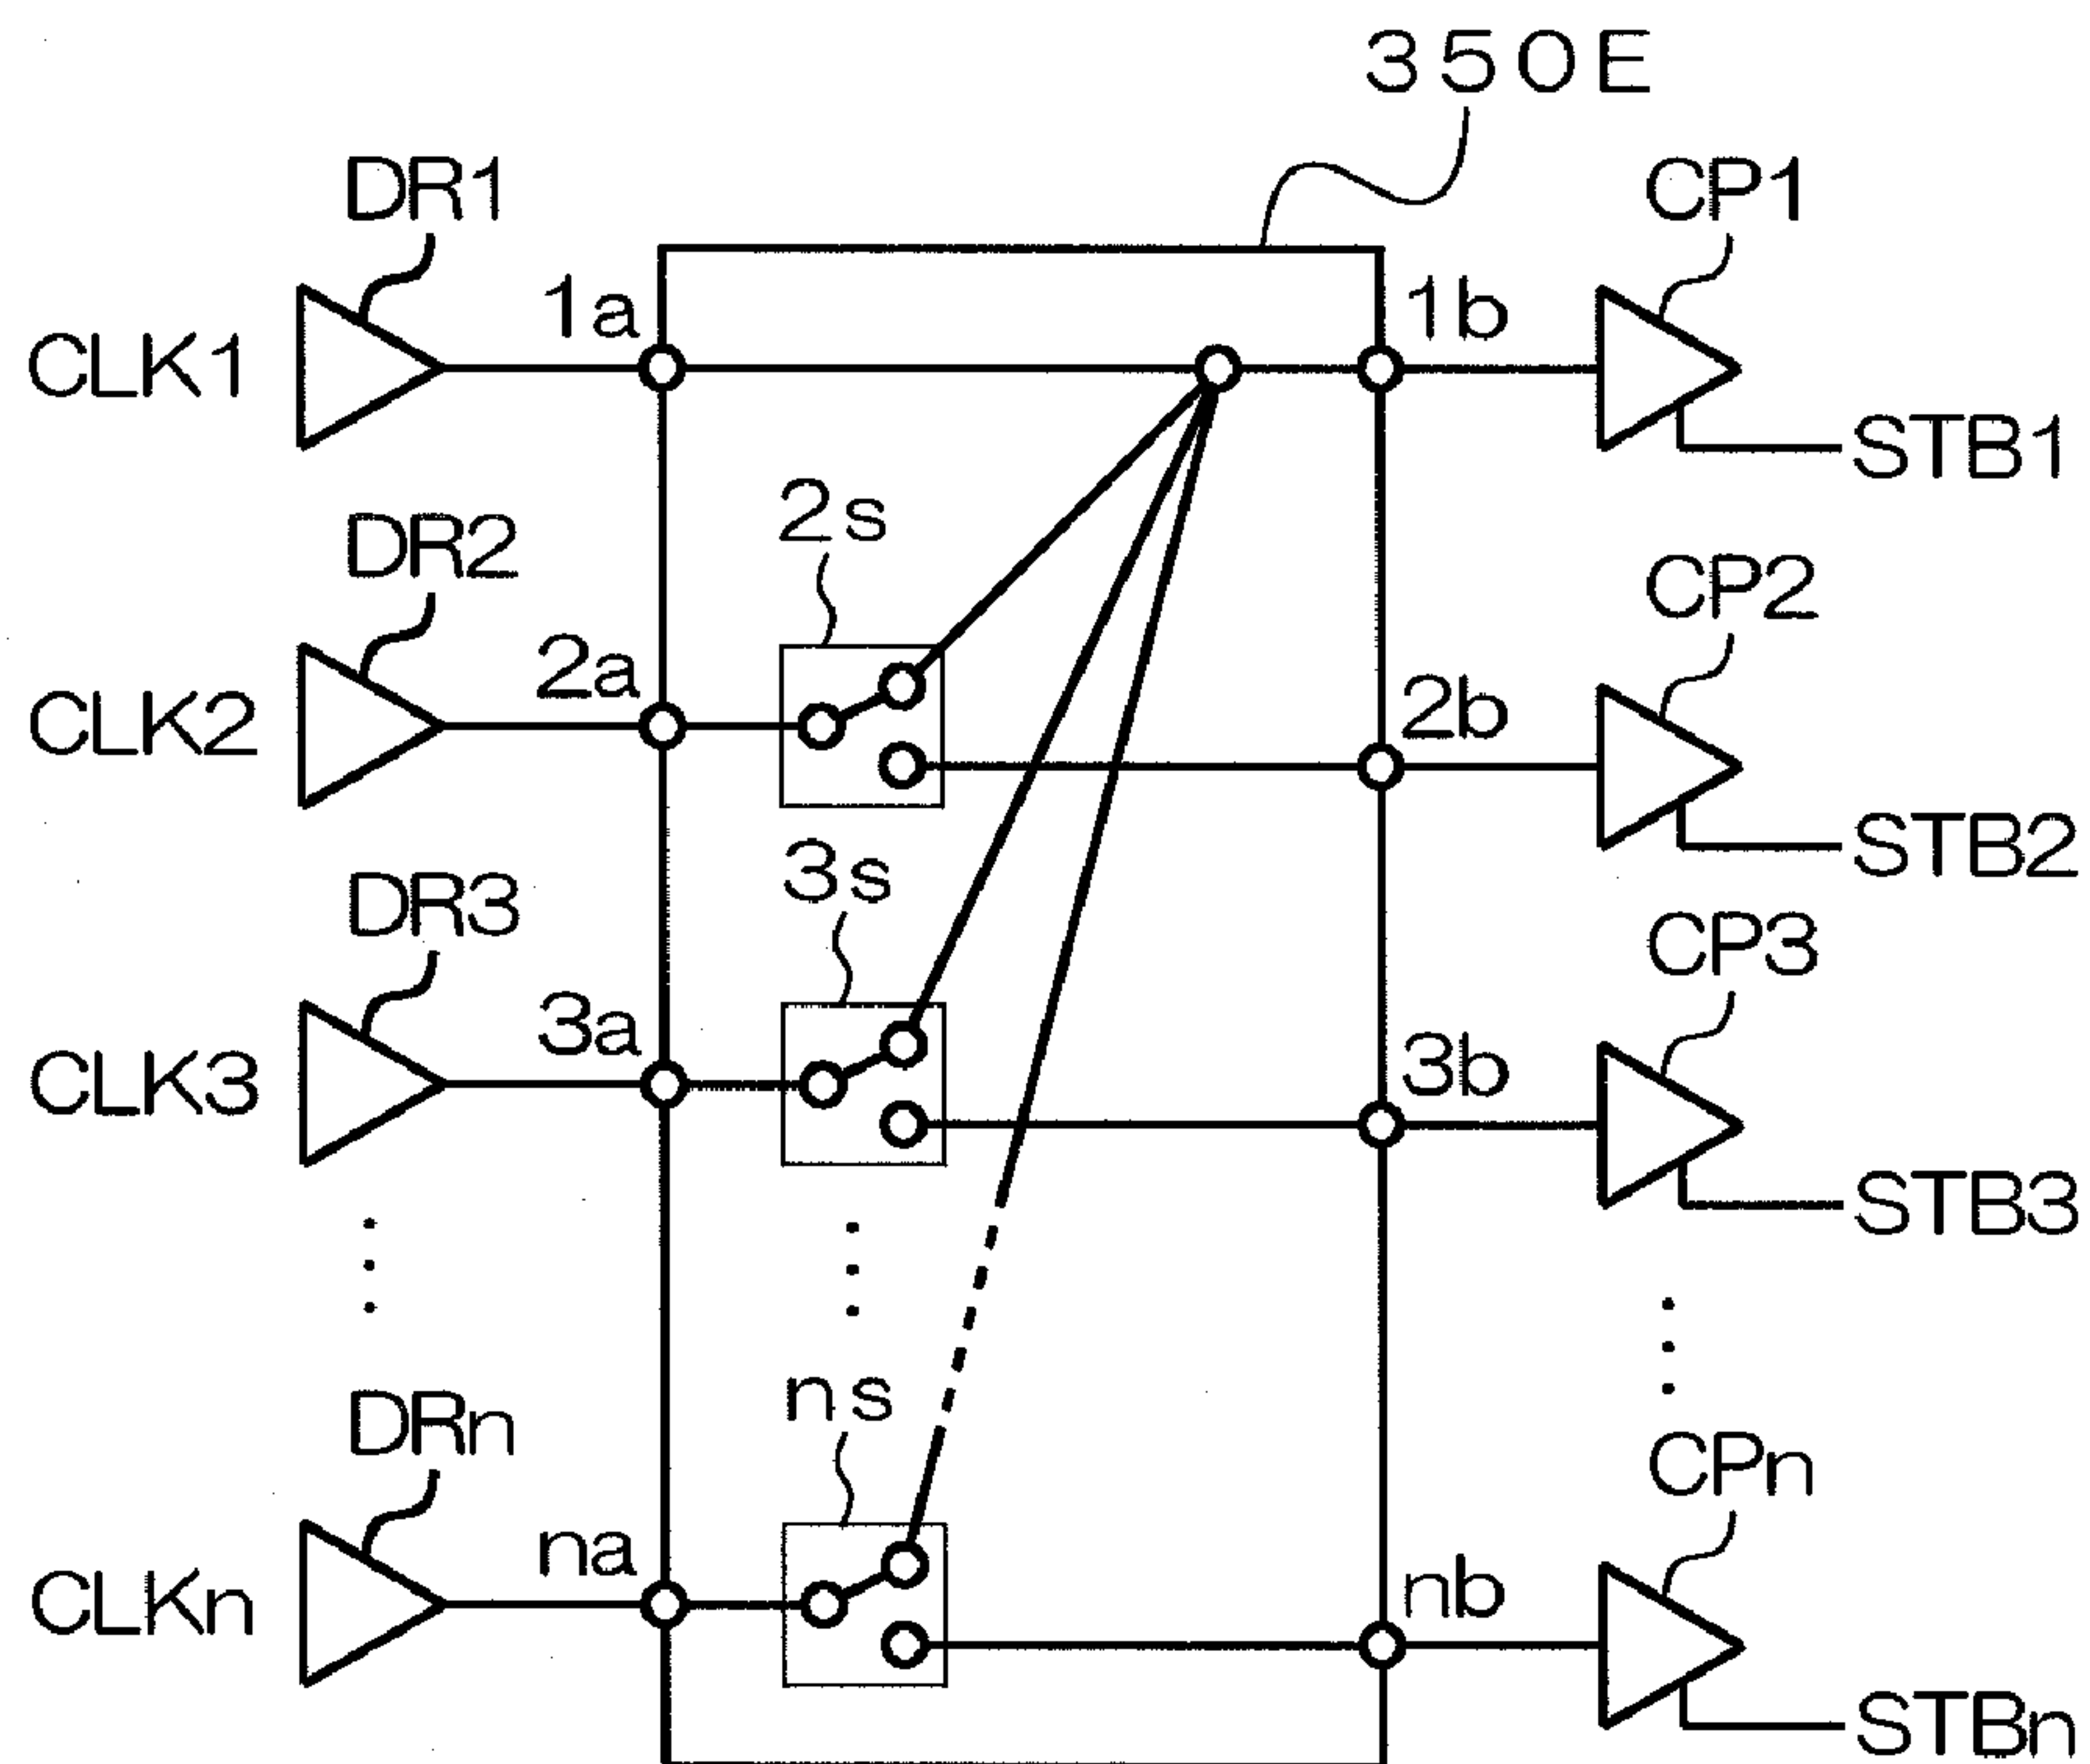 350E
DR1
CP1
1a
1b
CLK1
STB1
2s
DR2
CP2
2a
2b
CLK2
STB2
3s
DR3
CP3
3a
3b
CLK3
STB3
ns
DRn
CPn
na
nb
CLKn
STBn